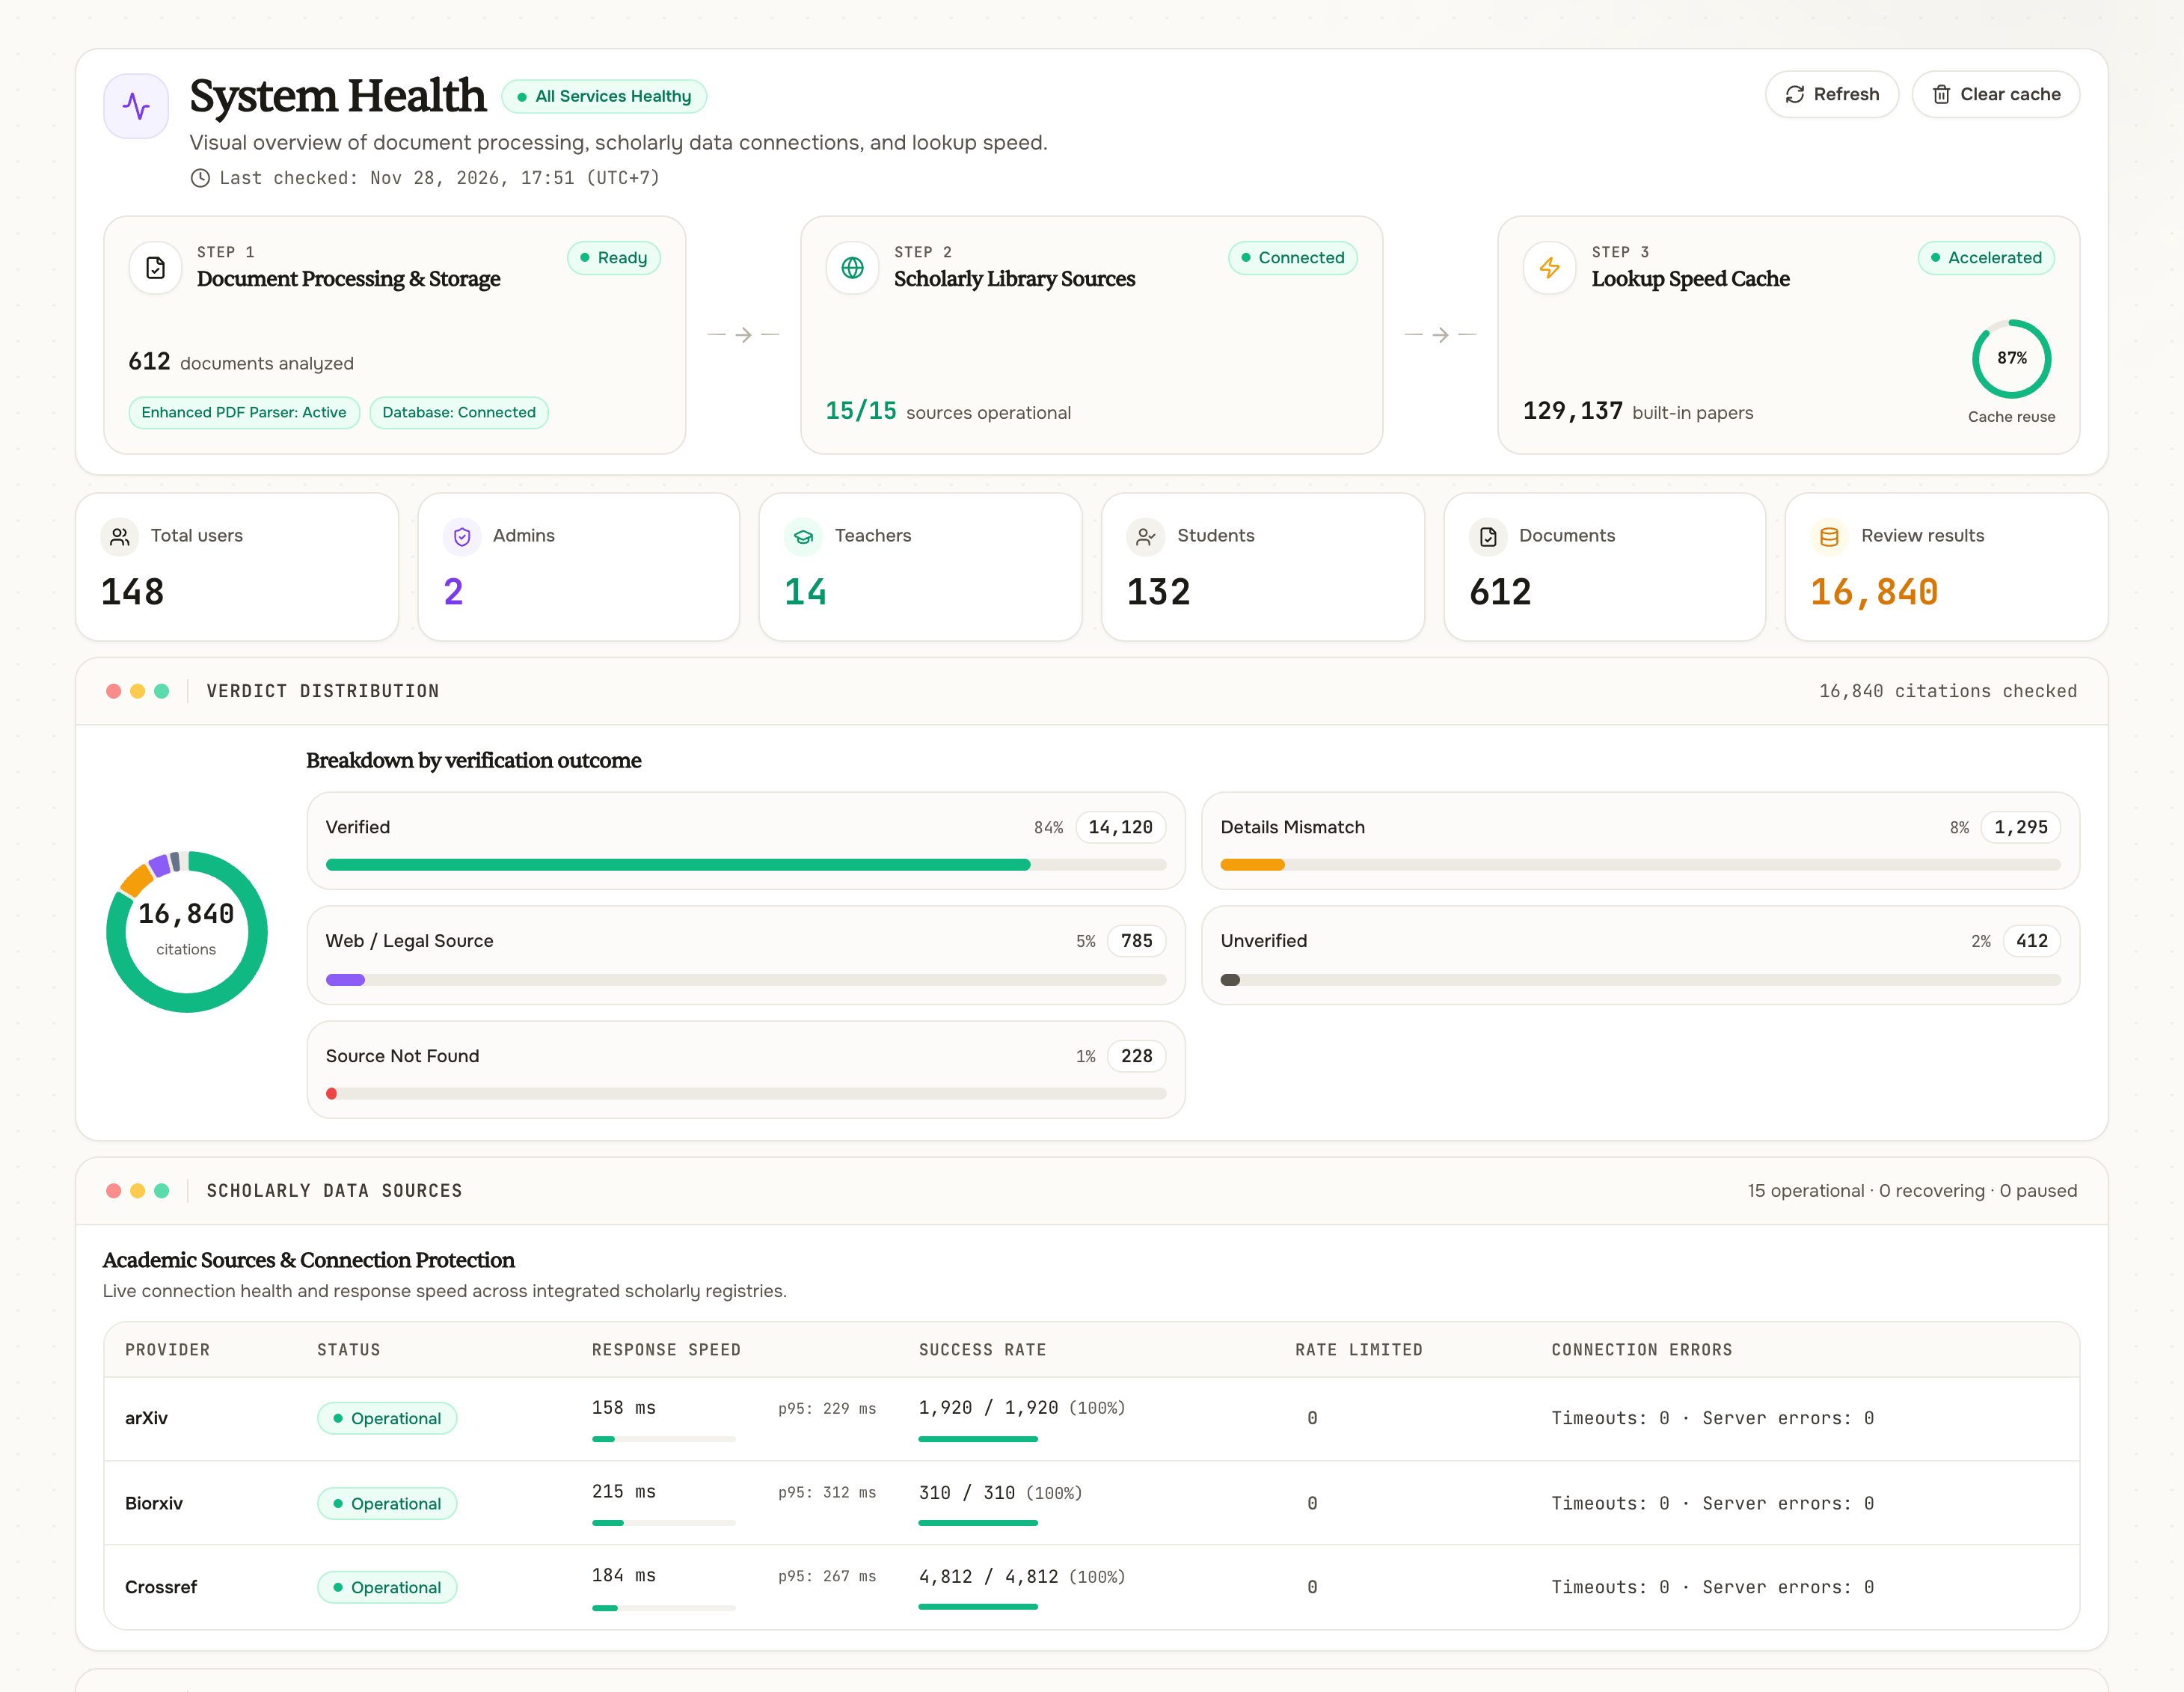 System Health
All Services Healthy
Refresh
Clear cache
Visual overview of document processing, scholarly data connections, and lookup speed.
Last checked: Nov 28, 2026, 17:51 (UTC+7)
STEP 1
Document Processing & Storage
Ready
612 documents analyzed
Enhanced PDF Parser: Active
Database: Connected
STEP 2
Scholarly Library Sources
Connected
15/15 sources operational
STEP 3
Lookup Speed Cache
Accelerated
129,137 built-in papers
87%
Cache reuse
Total users
148
Admins
2
Teachers
14
Students
132
Documents
612
Review results
16,840
VERDICT DISTRIBUTION
16,840 citations checked
16,840
citations
Breakdown by verification outcome
Verified 84% 14,120
Details Mismatch 8% 1,295
Web / Legal Source 5% 785
Unverified 2% 412
Source Not Found 1% 228
SCHOLARLY DATA SOURCES
15 operational · 0 recovering · 0 paused
Academic Sources & Connection Protection
Live connection health and response speed across integrated scholarly registries.
PROVIDER STATUS RESPONSE SPEED SUCCESS RATE RATE LIMITED CONNECTION ERRORS
arXiv Operational 158 ms p95: 229 ms 1,920 / 1,920 (100%) 0 Timeouts: 0 · Server errors: 0
Biorxiv Operational 215 ms p95: 312 ms 310 / 310 (100%) 0 Timeouts: 0 · Server errors: 0
Crossref Operational 184 ms p95: 267 ms 4,812 / 4,812 (100%) 0 Timeouts: 0 · Server errors: 0